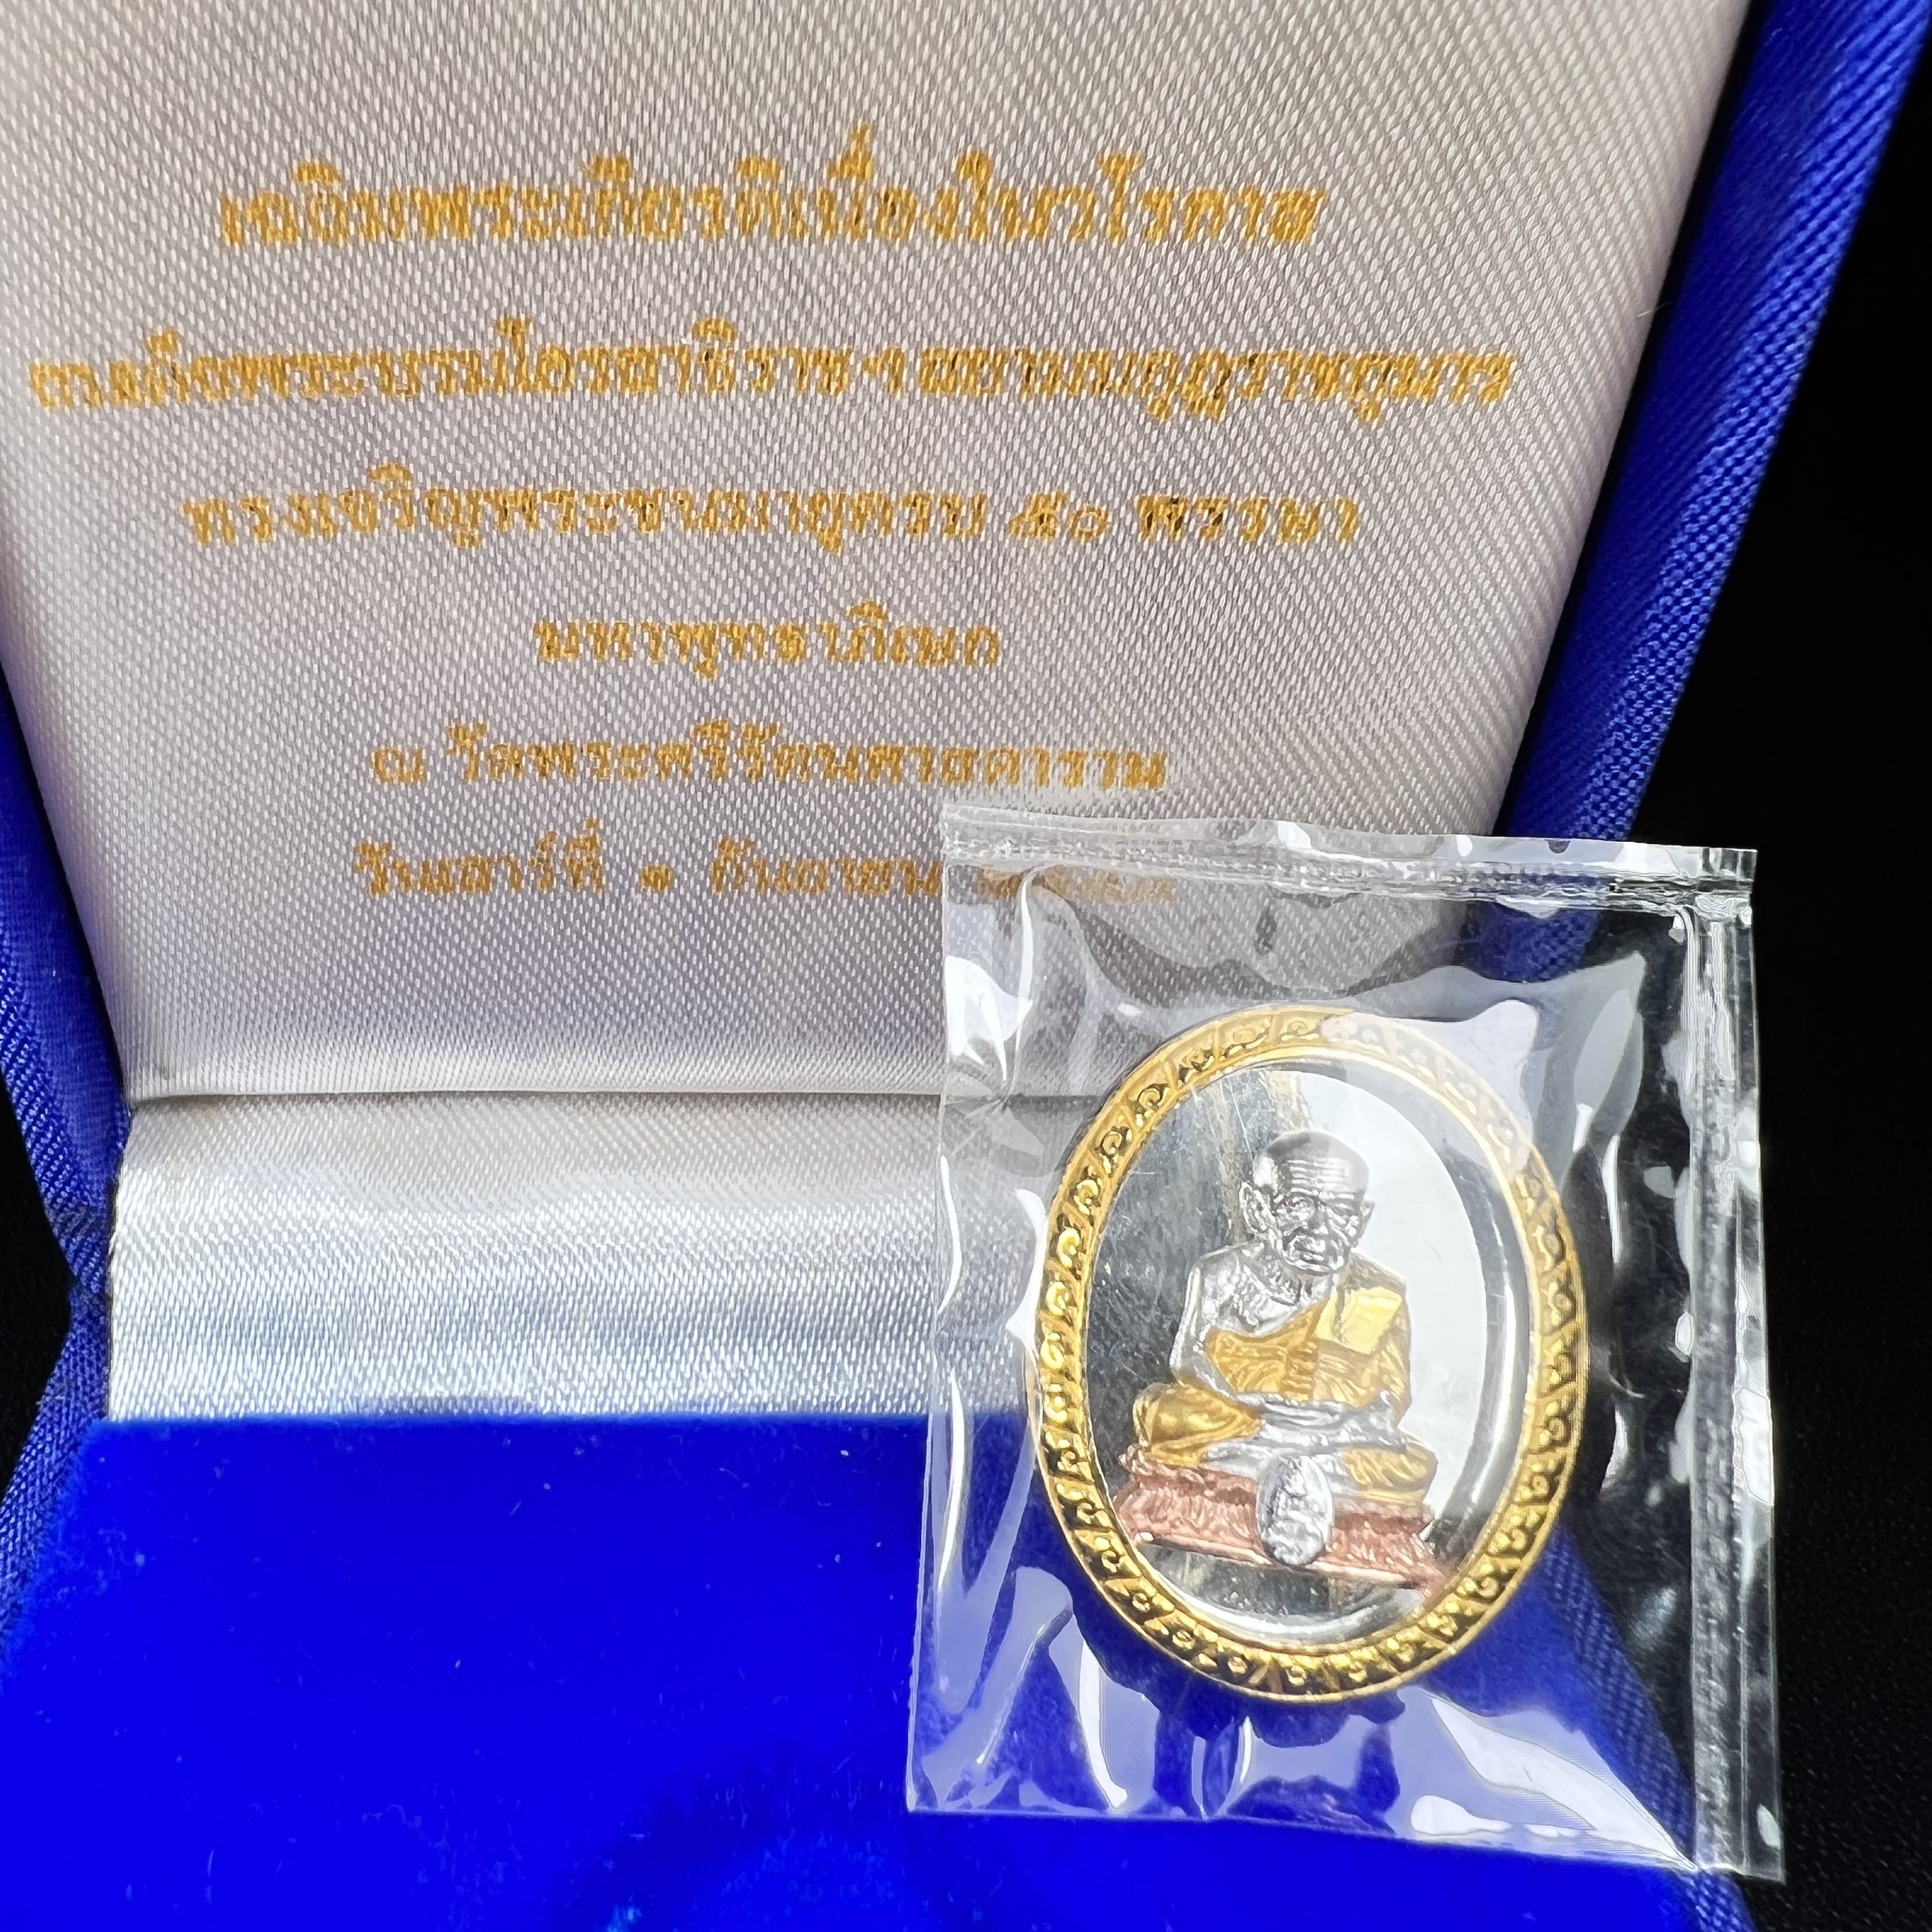 เฉลิมพระเกียรติเนื่องในวโรกาส
สมเด็จพระบรมโอรสาธิราชฯ สยามมกุฎราชกุมาร
ทรงเจริญพระชนมายุครบ ๕๐ พรรษา
มหาพุทธาภิเษก
ณ วัดพระศรีรัตนศาสดาราม
วันเสาร์ที่ ๑ กันยายน